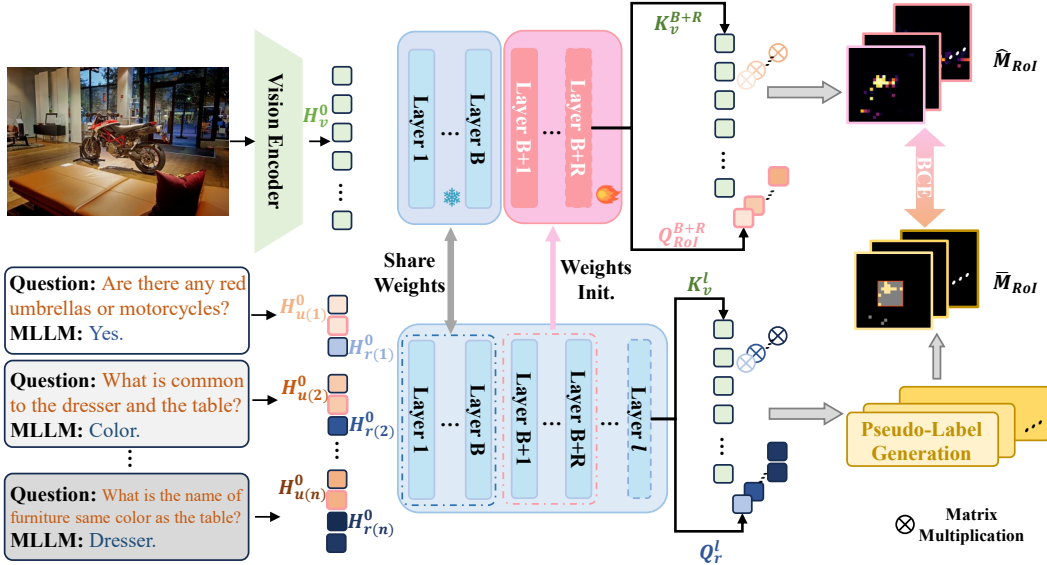 Vision Encoder
H_v^0
Layer 1
...
Layer B
Layer B+1
...
Layer B+R
K_v^{B+R}
Q_{RoI}^{B+R}
...
M̂_{RoI}
BCE
M̄_{RoI}
Share
Weights
Weights
Init.
Question: Are there any red
umbrellas or motorcycles?
MLLM: Yes.
H_{u(1)}^0
H_{r(1)}^0
Question: What is common
to the dresser and the table?
MLLM: Color.
H_{u(2)}^0
H_{r(2)}^0
...
Question: What is the name of
furniture same color as the table?
MLLM: Dresser.
H_{u(n)}^0
H_{r(n)}^0
Layer 1
...
Layer B
Layer B+1
...
Layer B+R
...
Layer l
K_v^l
Q_r^l
Pseudo-Label
Generation
Matrix
Multiplication